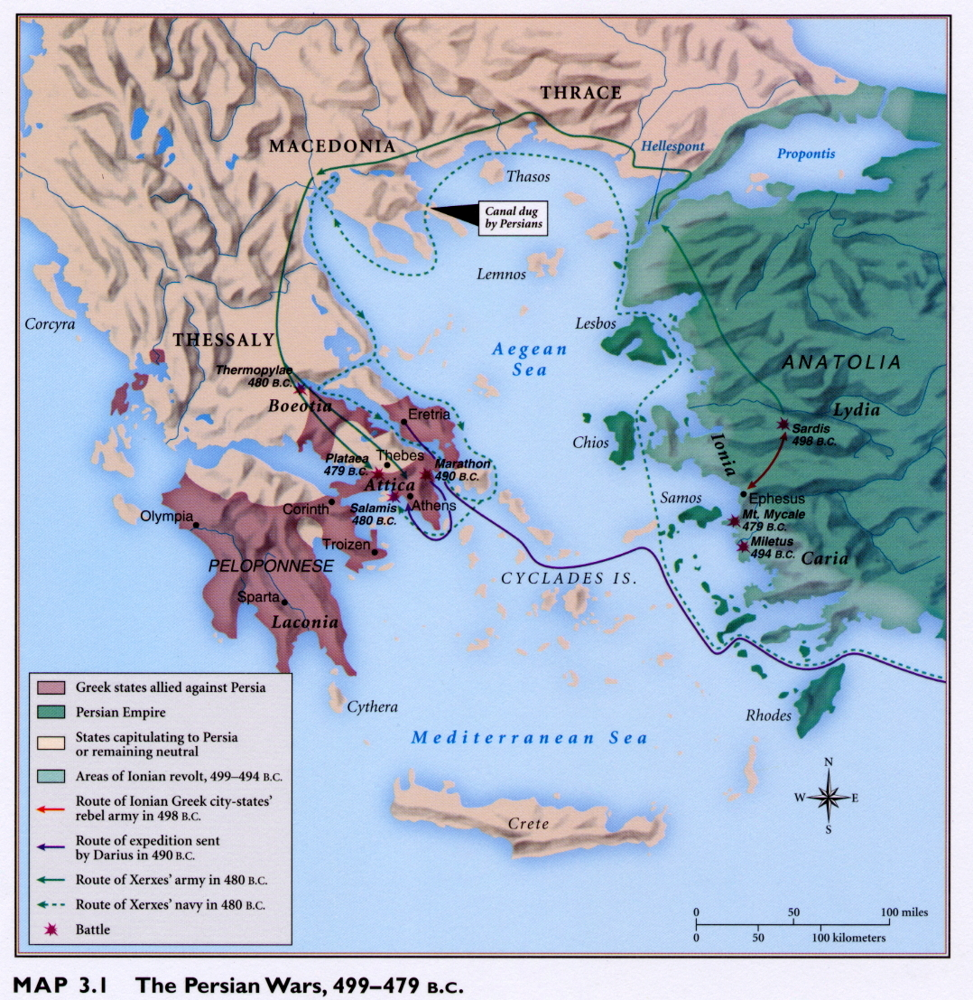 THRACE
MACEDONIA
Hellespont
Propontis
Thasos
Canal dug
by Persians
Lemnos
Corcyra
THESSALY
Lesbos
Aegean
Sea
ANATOLIA
Thermopylae
480 B.C.
Boeotia
Eretria
Lydia
Sardis
498 B.C.
Chios
Ionia
Thebes
Plataea
479 B.C.
Marathon
490 B.C.
Attica
Athens
Salamis
480 B.C.
Corinth
Samos
Ephesus
Mt. Mycale
479 B.C.
Miletus
494 B.C.
Caria
Olympia
Troizen
PELOPONNESE
CYCLADES IS.
Sparta
Laconia
Cythera
Rhodes
Mediterranean Sea
Crete
Greek states allied against Persia
Persian Empire
States capitulating to Persia
or remaining neutral
Areas of Ionian revolt, 499–494 B.C.
Route of Ionian Greek city-states’
rebel army in 498 B.C.
Route of expedition sent
by Darius in 490 B.C.
Route of Xerxes’ army in 480 B.C.
Route of Xerxes’ navy in 480 B.C.
Battle
N
W E
S
0 50 100 miles
0 50 100 kilometers
MAP 3.1 The Persian Wars, 499–479 B.C.